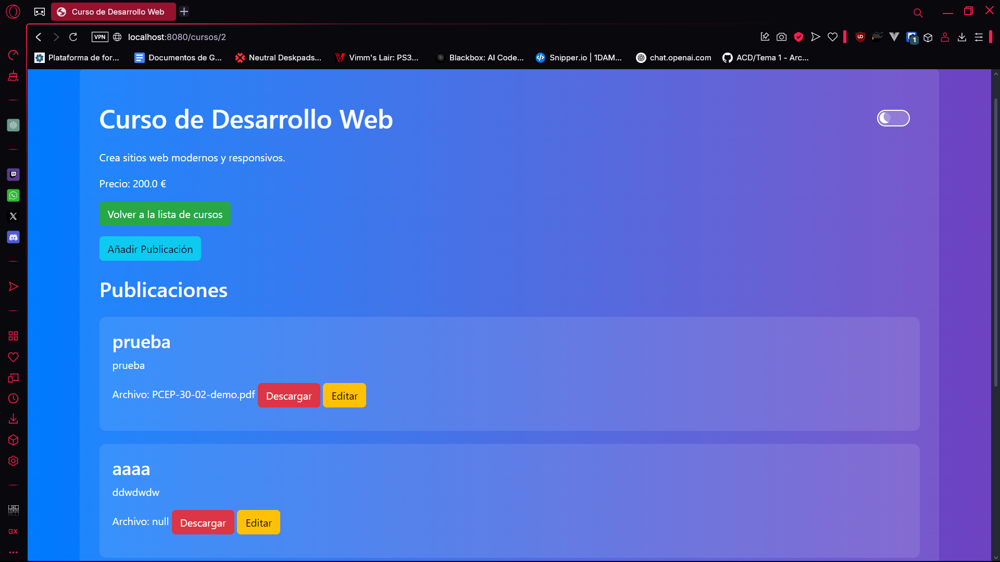 Curso de Desarrollo Web
VPN
localhost:8080/cursos/2
1
Plataforma de for...
Documentos de G...
Neutral Deskpads...
Vimm's Lair: PS3...
Blackbox: AI Code...
Snipper.io | 1DAM...
chat.openai.com
ACD/Tema 1 - Arc...
Curso de Desarrollo Web
Crea sitios web modernos y responsivos.
Precio: 200.0 €
Volver a la lista de cursos
Añadir Publicación
Publicaciones
prueba
prueba
Archivo: PCEP-30-02-demo.pdf Descargar Editar
aaaa
ddwdwdw
Archivo: null Descargar Editar
GX